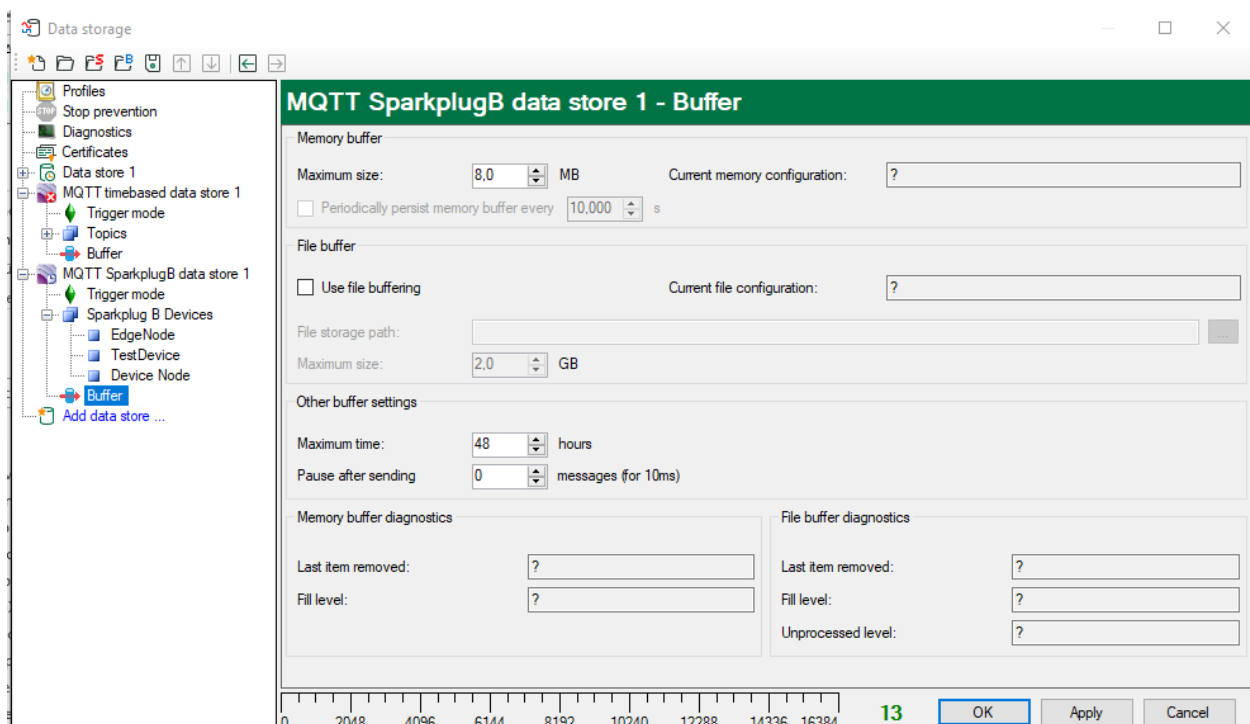 Data storage
Profiles
Stop prevention
Diagnostics
Certificates
Data store 1
MQTT timebased data store 1
Trigger mode
Topics
Buffer
MQTT SparkplugB data store 1
Trigger mode
Sparkplug B Devices
EdgeNode
TestDevice
Device Node
Buffer
Add data store ...
MQTT SparkplugB data store 1 - Buffer
Memory buffer
Maximum size: 8,0 MB Current memory configuration: ?
Periodically persist memory buffer every 10,000 s
File buffer
Use file buffering Current file configuration: ?
File storage path: ...
Maximum size: 2,0 GB
Other buffer settings
Maximum time: 48 hours
Pause after sending 0 messages (for 10ms)
Memory buffer diagnostics File buffer diagnostics
Last item removed: ? Last item removed: ?
Fill level: ? Fill level: ?
Unprocessed level: ?
0 2048 4096 6144 8192 10240 12288 14336 16384 13 OK Apply Cancel